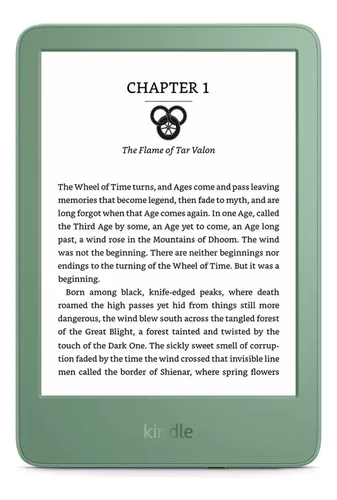 CHAPTER 1
The Flame of Tar Valon
The Wheel of Time turns, and Ages come and pass leaving
memories that become legend, then fade to myth, and are
long forgot when that Age comes again. In one Age, called
the Third Age by some, an Age yet to come, an Age long
past, a wind rose in the Mountains of Dhoom. The wind
was not the beginning. There are neither beginnings nor
endings to the turning of the Wheel of Time. But it was a
beginning.
Born among black, knife-edged peaks, where death
roamed the high passes yet hid from things still more
dangerous, the wind blew south across the tangled forest
of the Great Blight, a forest tainted and twisted by the
touch of the Dark One. The sickly sweet smell of corrup-
tion faded by the time the wind crossed that invisible line
men called the border of Shienar, where spring flowers
kindle